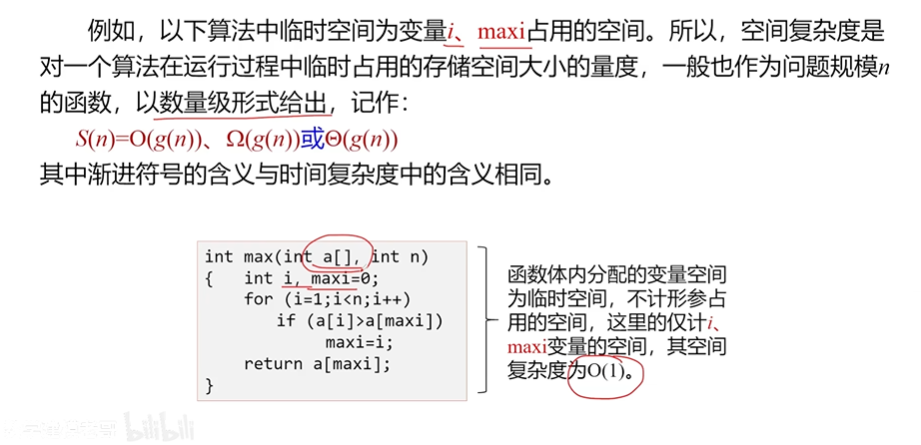 例如，以下算法中临时空间为变量i、maxi占用的空间。所以，空间复杂度是
对一个算法在运行过程中临时占用的存储空间大小的量度，一般也作为问题规模n
的函数，以数量级形式给出，记作：
S(n)=O(g(n))、Ω(g(n))或Θ(g(n))
其中渐进符号的含义与时间复杂度中的含义相同。
int max(int a[], int n)
{ int i, maxi=0;
for (i=1;i<n;i++)
if (a[i]>a[maxi])
maxi=i;
return a[maxi];
}
函数体内分配的变量空间
为临时空间，不计形参占
用的空间，这里的仅计i、
maxi变量的空间，其空间
复杂度为O(1)。
bilibili